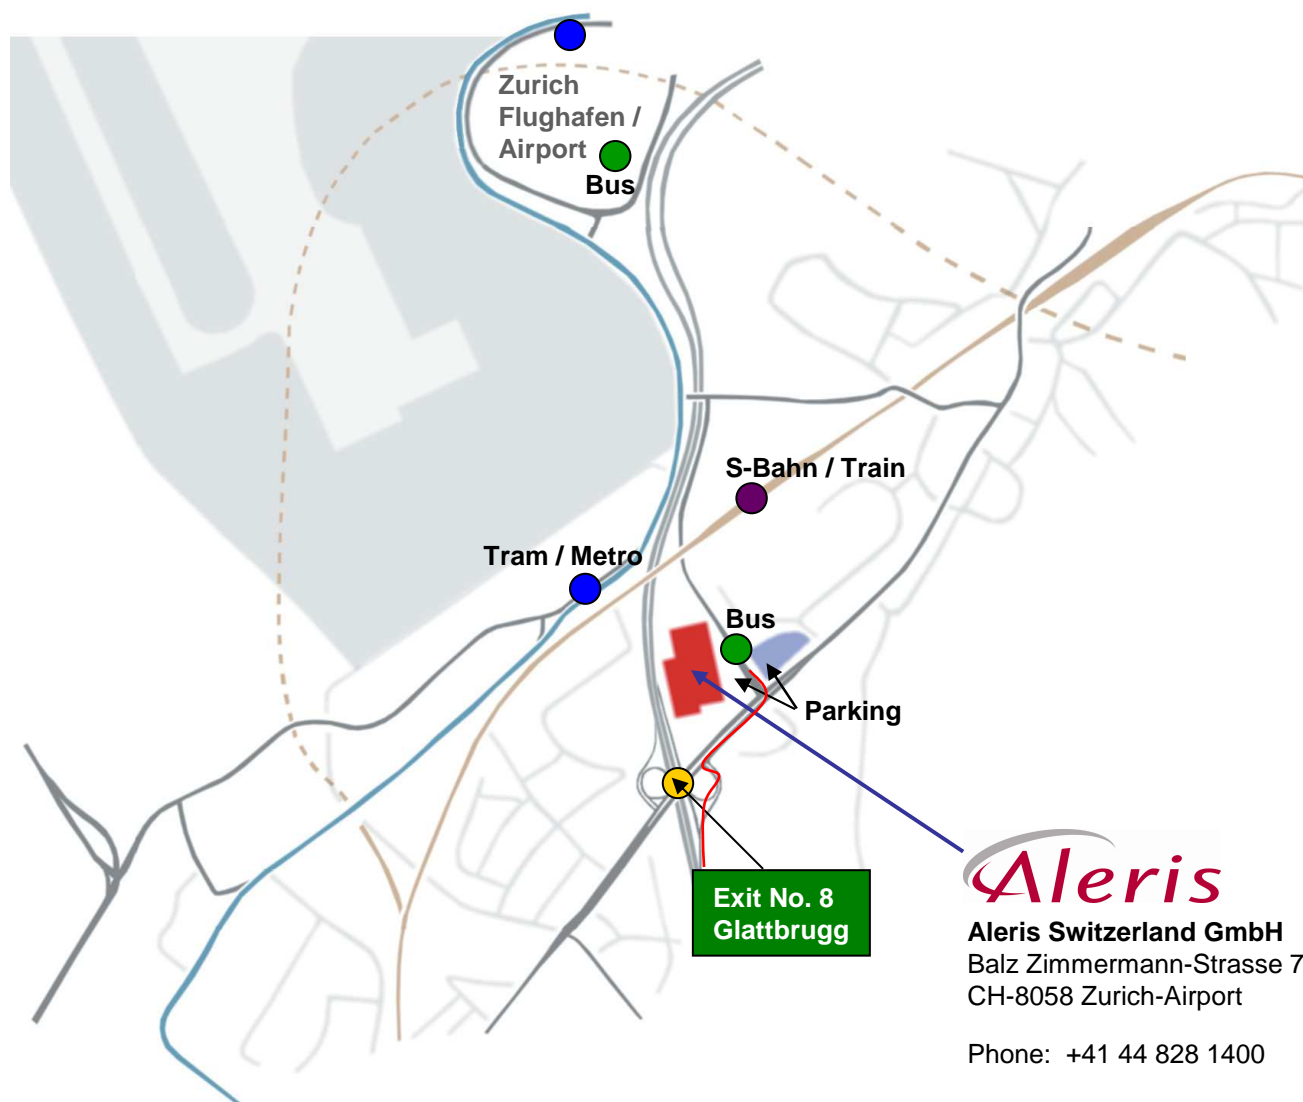 Zurich
Flughafen /
Airport
Bus
S-Bahn / Train
Tram / Metro
Bus
Parking
Exit No. 8
Glattbrugg
Aleris
Aleris Switzerland GmbH
Balz Zimmermann-Strasse 7
CH-8058 Zurich-Airport
Phone: +41 44 828 1400